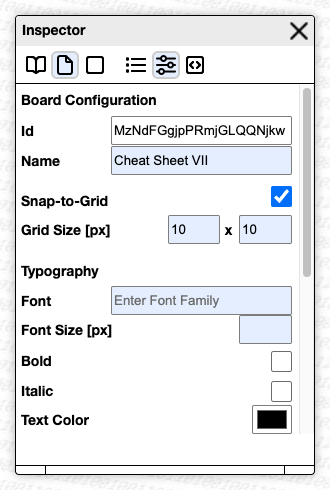 Inspector
Board Configuration
Id MzNdFGgjpPRmjGLQQNjkw
Name Cheat Sheet VII
Snap-to-Grid
Grid Size [px] 10 x 10
Typography
Font Enter Font Family
Font Size [px]
Bold
Italic
Text Color